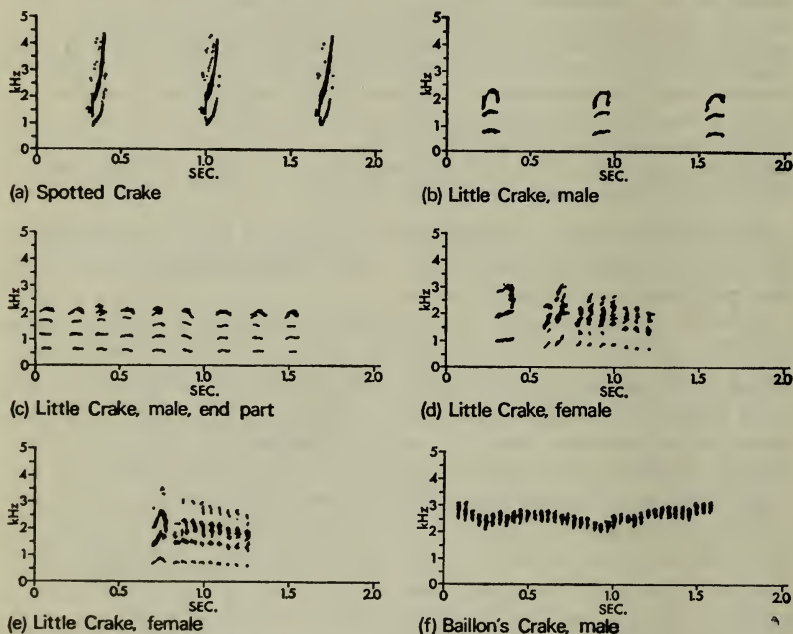 5
4
3
2
1
0
kHz
0 0.5 1.0 1.5 2.0
SEC.
(a) Spotted Crake
5
4
3
2
1
0
kHz
0 0.5 1.0 1.5 2.0
SEC.
(b) Little Crake, male
5
4
3
2
1
0
kHz
0 0.5 1.0 1.5 2.0
SEC.
(c) Little Crake, male, end part
5
4
3
2
1
0
kHz
0 0.5 1.0 1.5 2.0
SEC.
(d) Little Crake, female
5
4
3
2
1
0
kHz
0 0.5 1.0 1.5 2.0
SEC.
(e) Little Crake, female
5
4
3
2
1
0
kHz
0 0.5 1.0 1.5 2.0
SEC.
(f) Baillon's Crake, male